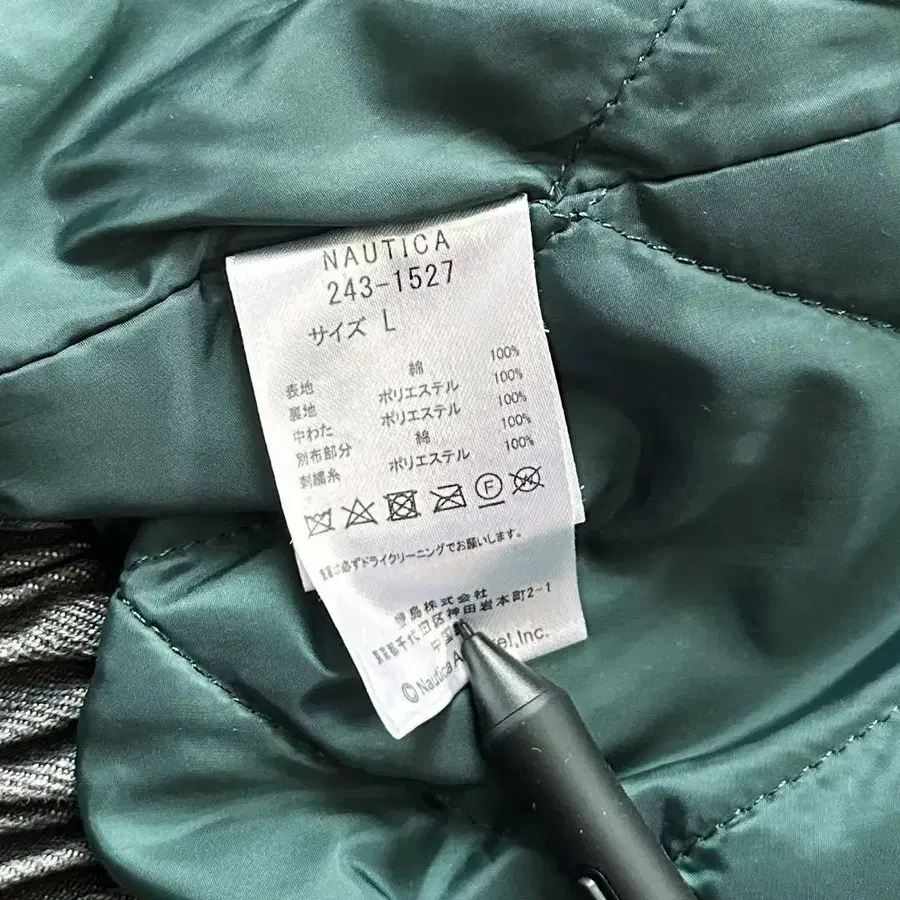 NAUTICA
243-1527
サイズ L
表地 綿 100%
裏地 ポリエステル 100%
中わた ポリエステル 100%
別布部分 綿 100%
刺繍糸 ポリエステル 100%
F
W
洗濯は必ずドライクリーニングでお願いします。
豊島株式会社
東京都千代田区神田岩本町2-1
中国
© Nautica Apparel, Inc.